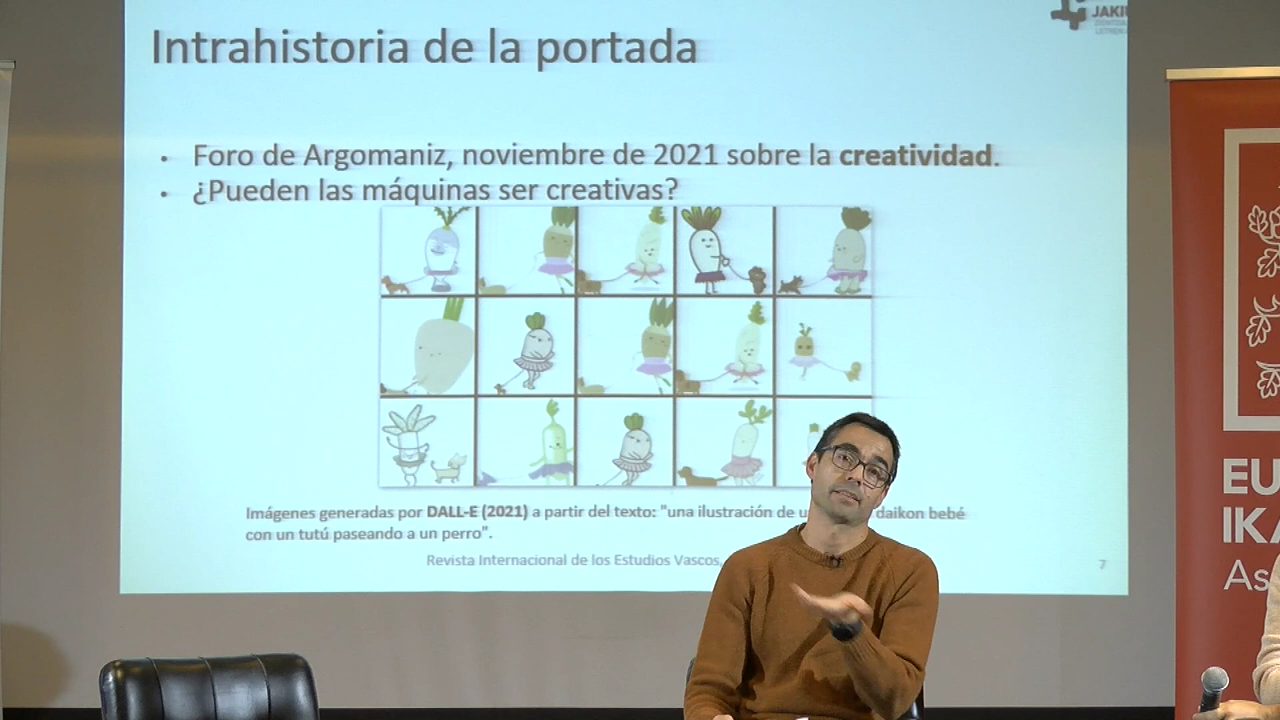 JAKI
Intrahistoria de la portada
• Foro de Argomaniz, noviembre de 2021 sobre la creatividad.
• ¿Pueden las máquinas ser creativas?
Imágenes generadas por DALL-E (2021) a partir del texto: "una ilustración de daikon bebé
con un tutú paseando a un perro".
Revista Internacional de los Estudios Vascos,
7
EU
IKA
As